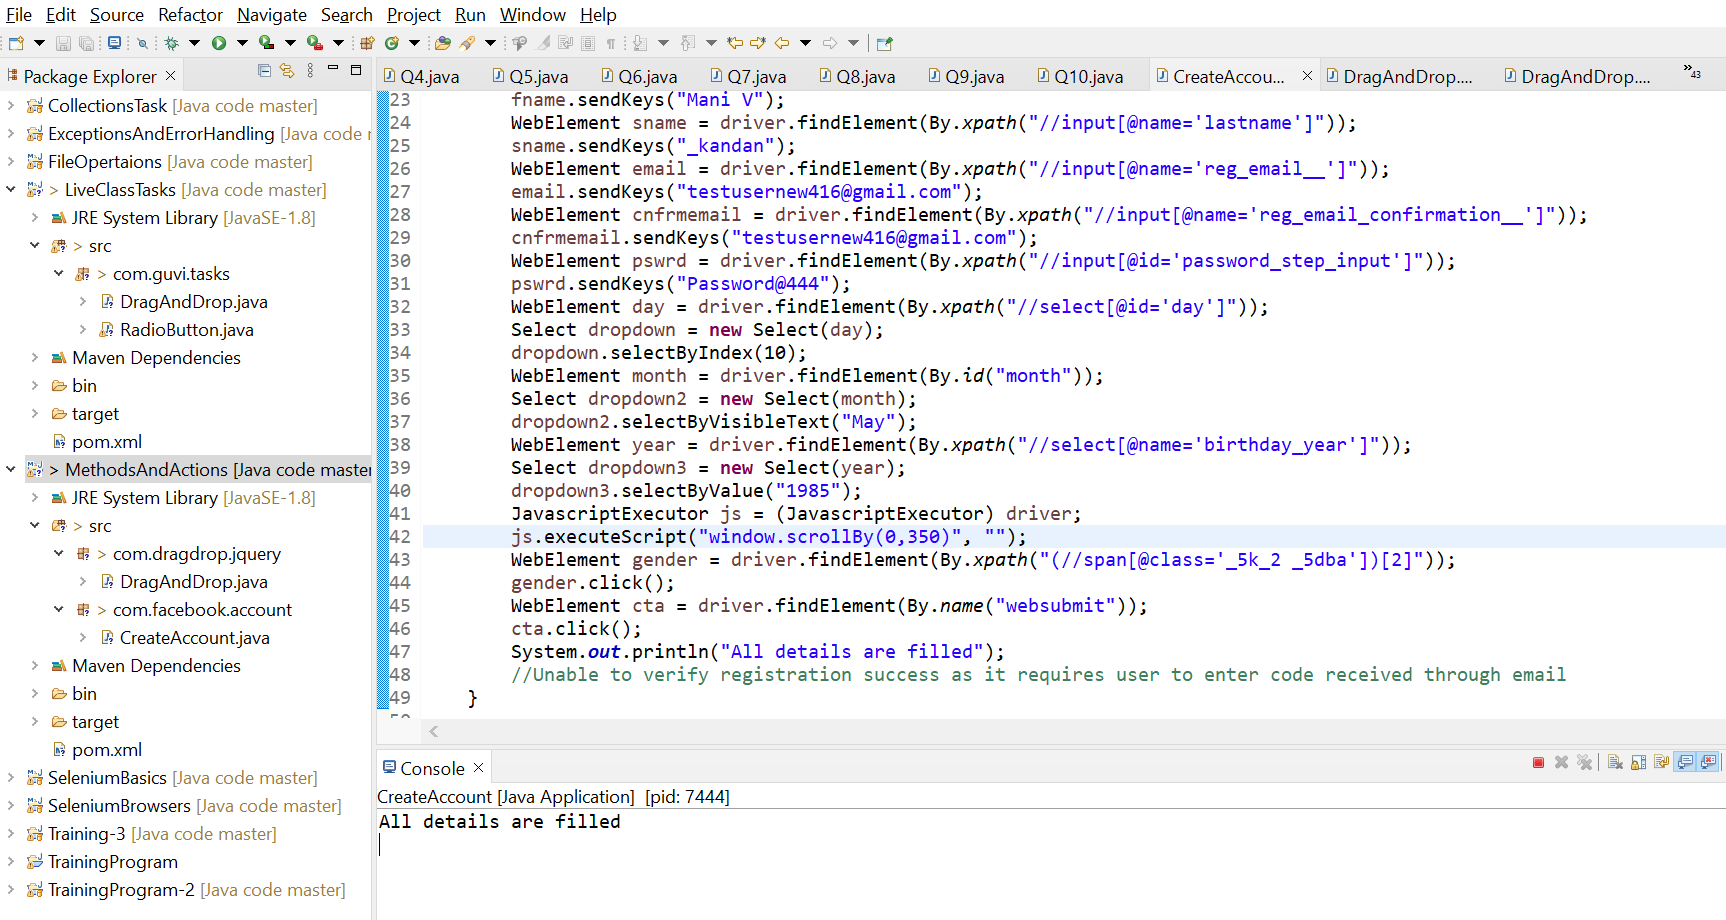 File Edit Source Refactor Navigate Search Project Run Window Help
Package Explorer
CollectionsTask [Java code master]
ExceptionsAndErrorHandling [Java code r
FileOpertaions [Java code master]
> LiveClassTasks [Java code master]
JRE System Library [JavaSE-1.8]
> src
> com.guvi.tasks
DragAndDrop.java
RadioButton.java
Maven Dependencies
bin
target
pom.xml
> MethodsAndActions [Java code master
JRE System Library [JavaSE-1.8]
> src
> com.dragdrop.jquery
DragAndDrop.java
> com.facebook.account
CreateAccount.java
Maven Dependencies
bin
target
pom.xml
SeleniumBasics [Java code master]
SeleniumBrowsers [Java code master]
Training-3 [Java code master]
TrainingProgram
TrainingProgram-2 [Java code master]
Q4.java Q5.java Q6.java Q7.java Q8.java Q9.java Q10.java CreateAccou... DragAndDrop.... DragAndDrop.... »43
23 fname.sendKeys("Mani V");
24 WebElement sname = driver.findElement(By.xpath("//input[@name='lastname']"));
25 sname.sendKeys("_kandan");
26 WebElement email = driver.findElement(By.xpath("//input[@name='reg_email__']"));
27 email.sendKeys("testusernew416@gmail.com");
28 WebElement cnfrmemail = driver.findElement(By.xpath("//input[@name='reg_email_confirmation__']"));
29 cnfrmemail.sendKeys("testusernew416@gmail.com");
30 WebElement pswrd = driver.findElement(By.xpath("//input[@id='password_step_input']"));
31 pswrd.sendKeys("Password@444");
32 WebElement day = driver.findElement(By.xpath("//select[@id='day']"));
33 Select dropdown = new Select(day);
34 dropdown.selectByIndex(10);
35 WebElement month = driver.findElement(By.id("month"));
36 Select dropdown2 = new Select(month);
37 dropdown2.selectByVisibleText("May");
38 WebElement year = driver.findElement(By.xpath("//select[@name='birthday_year']"));
39 Select dropdown3 = new Select(year);
40 dropdown3.selectByValue("1985");
41 JavascriptExecutor js = (JavascriptExecutor) driver;
42 js.executeScript("window.scrollBy(0,350)", "");
43 WebElement gender = driver.findElement(By.xpath("(//span[@class='_5k_2 _5dba'])[2]"));
44 gender.click();
45 WebElement cta = driver.findElement(By.name("websubmit"));
46 cta.click();
47 System.out.println("All details are filled");
48 //Unable to verify registration success as it requires user to enter code received through email
49 }
Console
CreateAccount [Java Application] [pid: 7444]
All details are filled